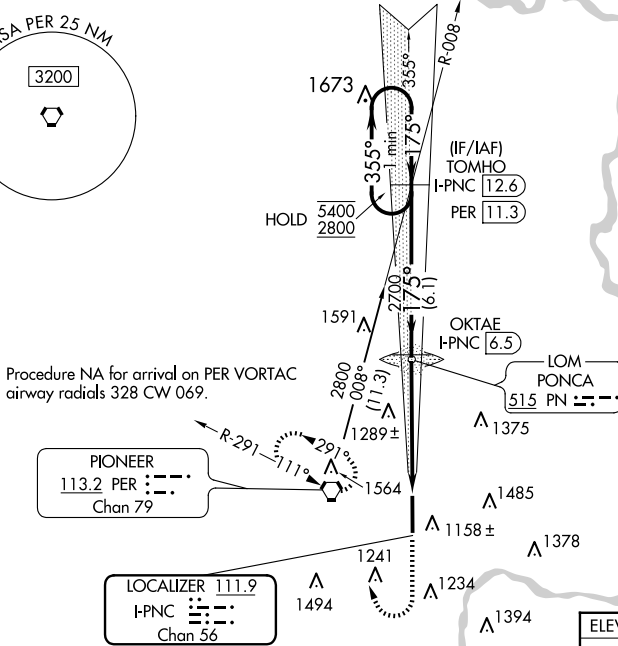 MSA PER 25 NM
3200
1673
355°
1 min
175°
355°
R-008
(IF/IAF)
TOMHO
I-PNC 12.6
PER 11.3
HOLD 5400
2800
2700
175°
(6.1)
1591
OKTAE
I-PNC 6.5
LOM
PONCA
515 PN
Procedure NA for arrival on PER VORTAC
airway radials 328 CW 069.
2800
008°
(11.3)
1289±
1375
R-291
291°
111°
1564
PIONEER
113.2 PER
Chan 79
1485
1158±
1378
1241
1234
1494
1394
LOCALIZER 111.9
I-PNC
Chan 56